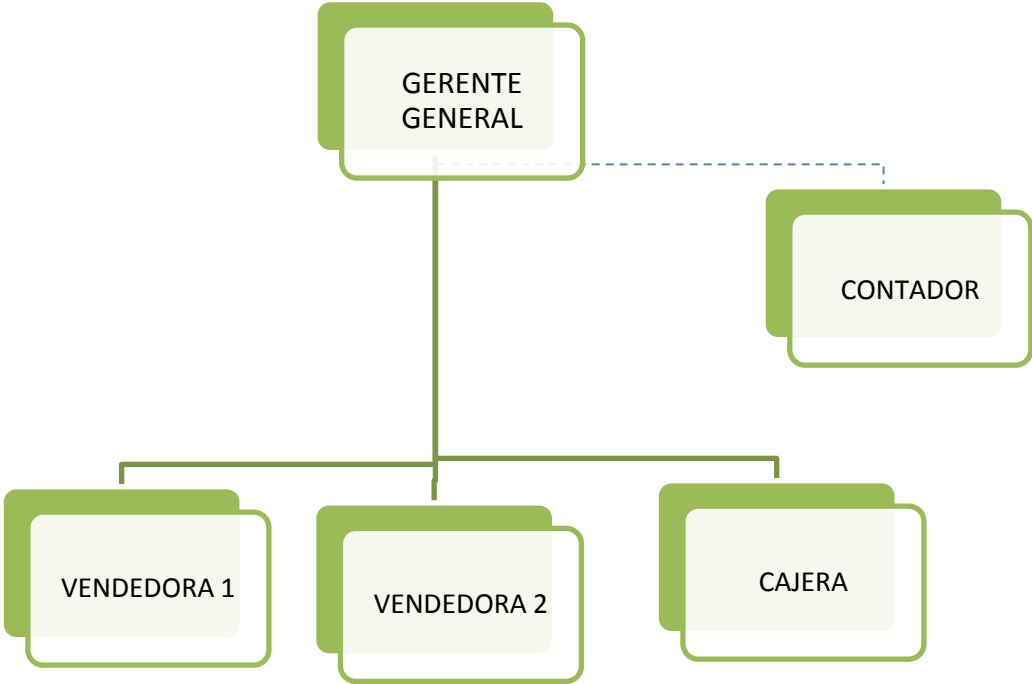 GERENTE
GENERAL
CONTADOR
VENDEDORA 1
VENDEDORA 2
CAJERA